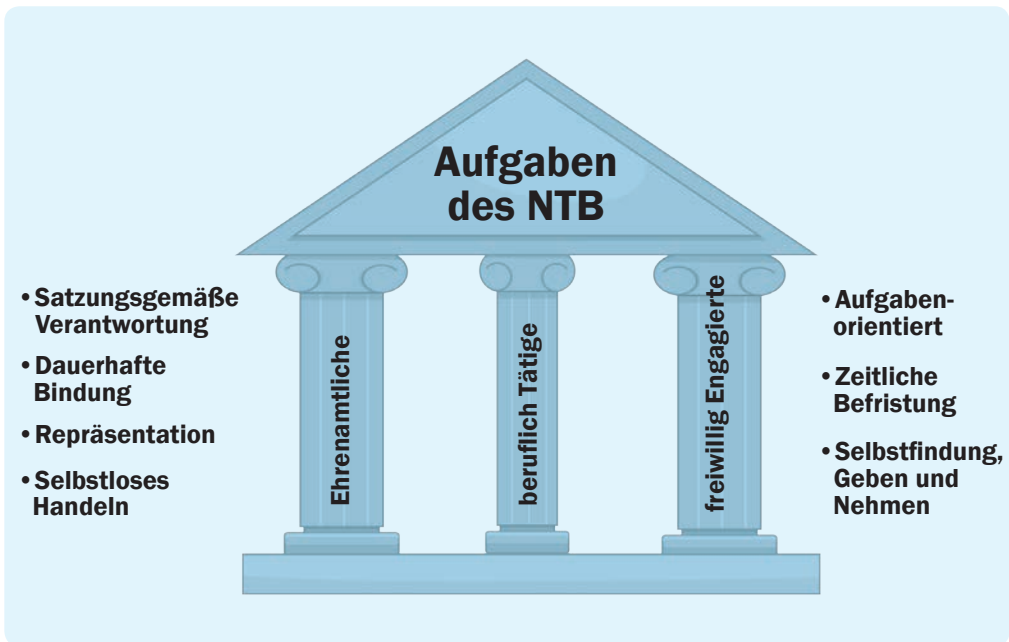 Aufgaben
des NTB
• Satzungsgemäße
Verantwortung
• Dauerhafte
Bindung
• Repräsentation
• Selbstloses
Handeln
Ehrenamtliche
beruflich Tätige
freiwillig Engagierte
• Aufgaben-
orientiert
• Zeitliche
Befristung
• Selbstfindung,
Geben und
Nehmen